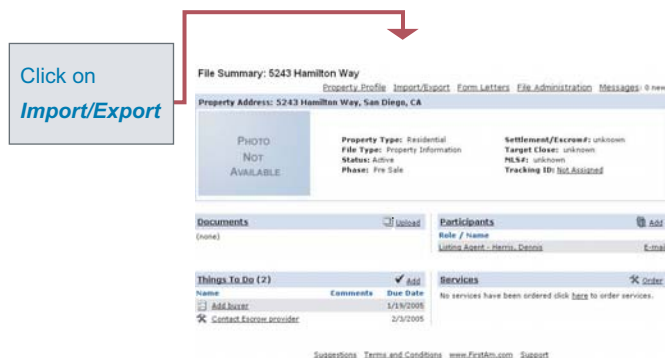 Click on
Import/Export
File Summary: 5243 Hamilton Way
Property Profile Import/Export Form Letters File Administration Messages: 0 new
Property Address: 5243 Hamilton Way, San Diego, CA
PHOTO
NOT
AVAILABLE
Property Type: Residential
File Type: Property Information
Status: Active
Phase: Pre Sale
Settlement/Escrow#: unknown
Target Close: unknown
MLS#: unknown
Tracking ID: Not Assigned
Documents Upload
(none)
Participants Add
Role / Name
Listing Agent - Herris, Dennis E-mail
Things To Do (2) Add
Name Comments Due Date
Add buyer 1/19/2005
Contact Escrow provider 2/3/2005
Services Order
No services have been ordered click here to order services.
Suggestions Terms and Conditions www.FirstAm.com Support